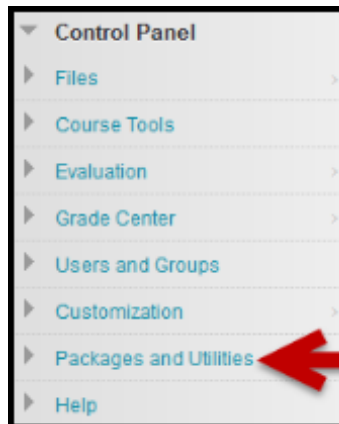 Control Panel
Files
Course Tools
Evaluation
Grade Center
Users and Groups
Customization
Packages and Utilities
Help